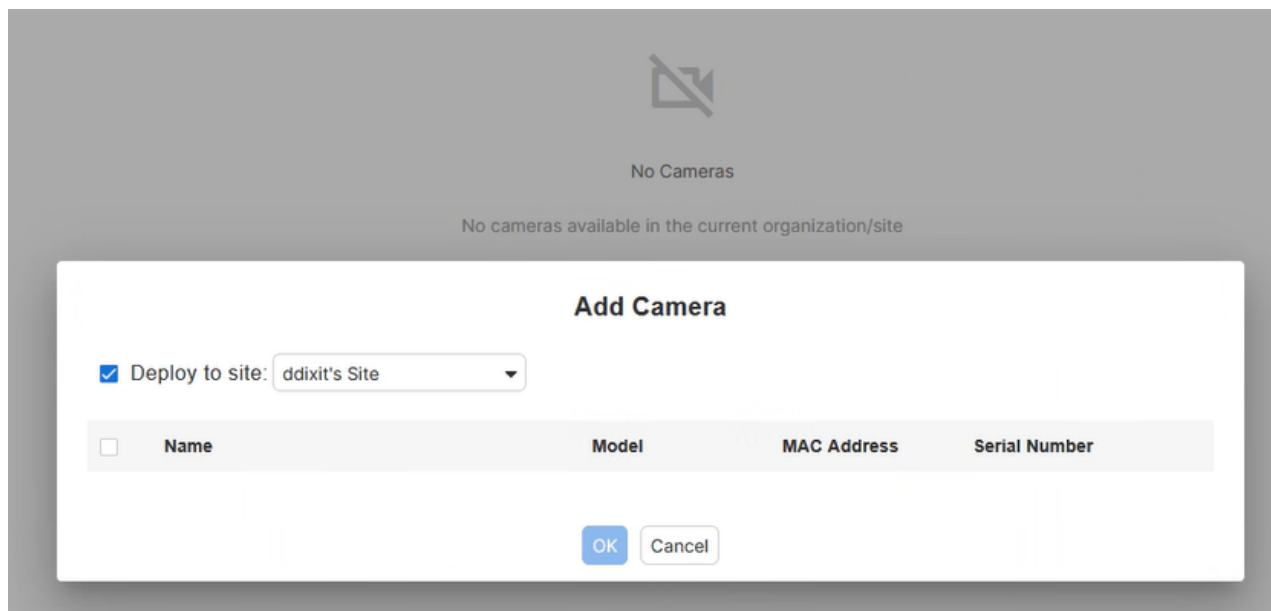 No Cameras
No cameras available in the current organization/site
Add Camera
Deploy to site: ddixit's Site
Name Model MAC Address Serial Number
OK Cancel